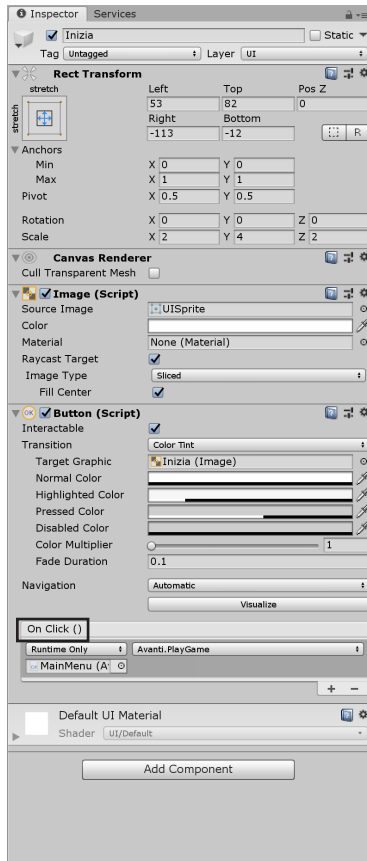 Inspector Services
Inizia Static
Tag Untagged Layer UI
Rect Transform
stretch Left Top Pos Z
stretch 53 82 0
Right Bottom
-113 -12 R
Anchors
Min X 0 Y 0
Max X 1 Y 1
Pivot X 0.5 Y 0.5
Rotation X 0 Y 0 Z 0
Scale X 2 Y 4 Z 2
Canvas Renderer
Cull Transparent Mesh
Image (Script)
Source Image UISprite
Color
Material None (Material)
Raycast Target
Image Type Sliced
Fill Center
OK Button (Script)
Interactable
Transition Color Tint
Target Graphic Inizia (Image)
Normal Color
Highlighted Color
Pressed Color
Disabled Color
Color Multiplier 1
Fade Duration 0.1
Navigation Automatic
Visualize
On Click ()
Runtime Only Avanti.PlayGame
MainMenu
+ −
Default UI Material
Shader UI/Default
Add Component